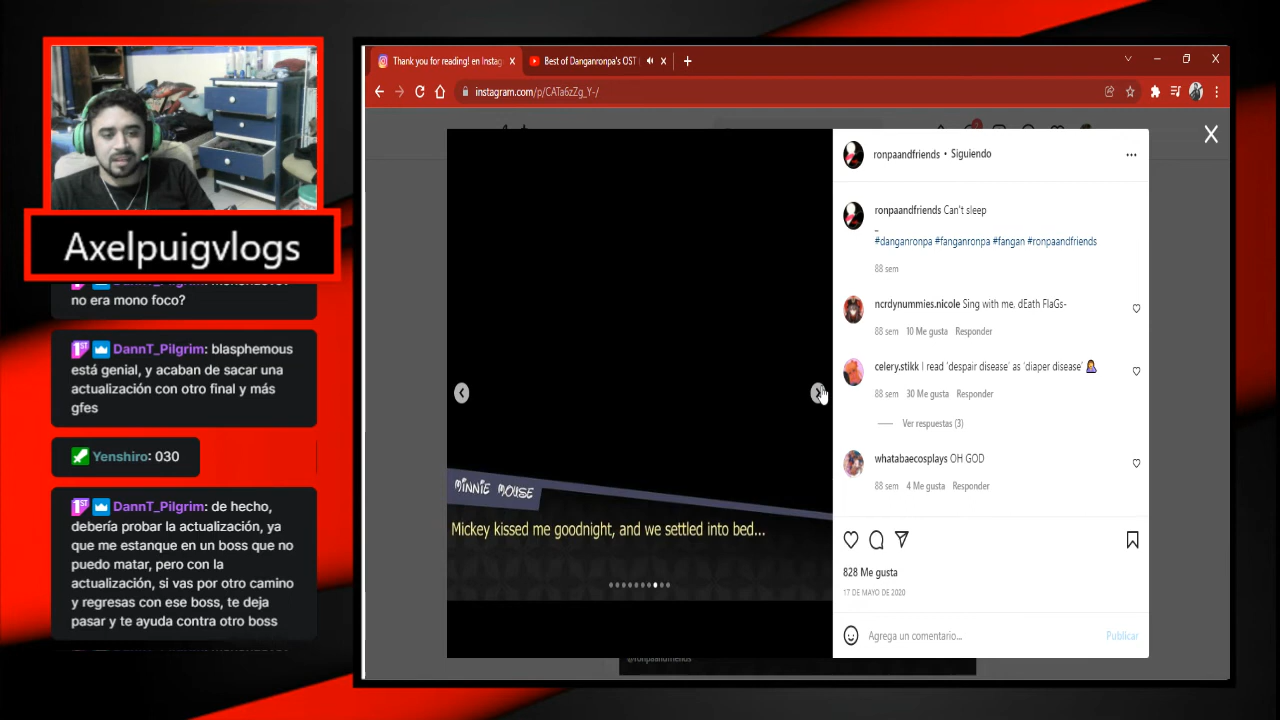 Axelpuigvlogs
no era mono foco?
DannT_Pilgrim: blasphemous
está genial, y acaban de sacar una
actualización con otro final y más
gfes
Yenshiro: 030
DannT_Pilgrim: de hecho,
debería probar la actualización, ya
que me estanque en un boss que no
puedo matar, pero con la
actualización, si vas por otro camino
y regresas con ese boss, te deja
pasar y te ayuda contra otro boss
Thank you for reading! en Instag
Best of Danganronpa's OST
instagram.com/p/CATa6zZg_Y-/
MINNIE MOUSE
Mickey kissed me goodnight, and we settled into bed...
@ronpaandfriends
ronpaandfriends • Siguiendo
ronpaandfriends Can't sleep
_
#danganronpa #fanganronpa #fangan #ronpaandfriends
88 sem
ncrdynummies.nicole Sing with me. dEath FlaGs-
88 sem 10 Me gusta Responder
celery.stikk I read 'despair disease' as 'diaper disease' 🤦‍♀️
88 sem 30 Me gusta Responder
Ver respuestas (3)
whatabaecosplays OH GOD
88 sem 4 Me gusta Responder
828 Me gusta
17 DE MAYO DE 2020
Agrega un comentario...
Publicar